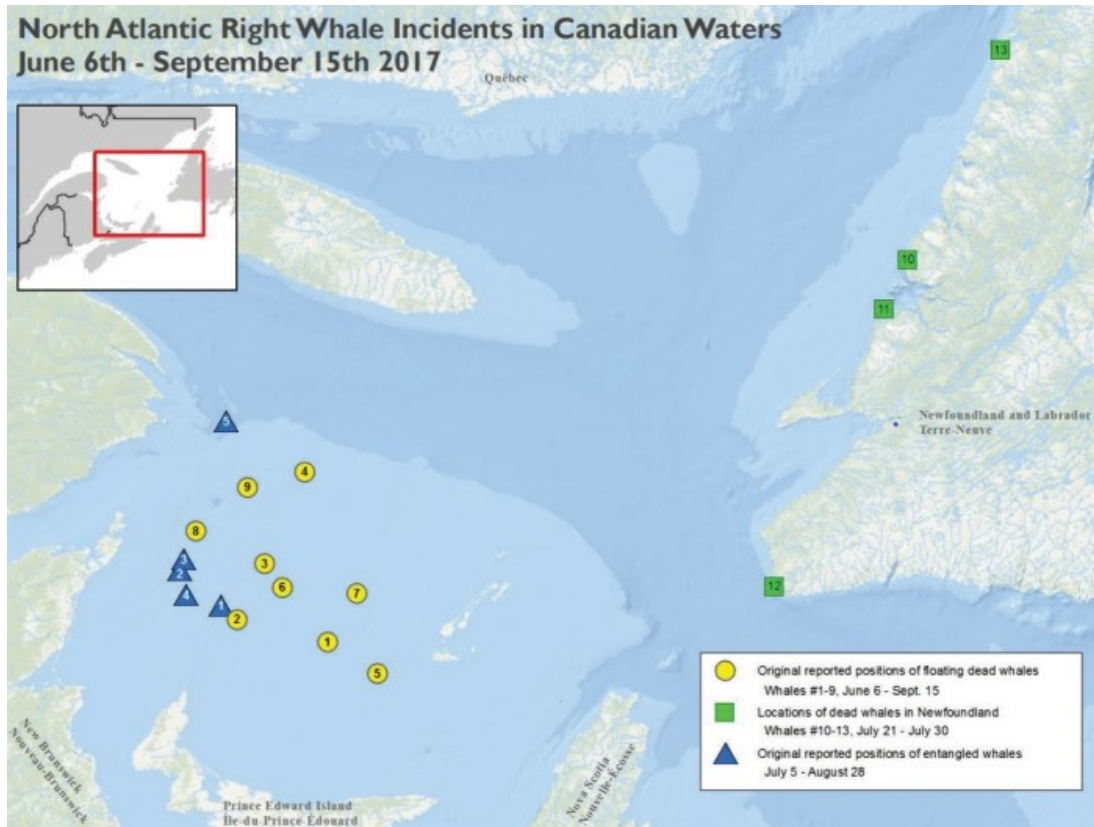 North Atlantic Right Whale Incidents in Canadian Waters
June 6th - September 15th 2017
Québec
13
10
11
Newfoundland and Labrador
Terre-Neuve
5
4
9
8
3
3
2
6
7
4
1
2
12
1
5
New Brunswick
Nouveau-Brunswick
Prince Edward Island
Île-du-Prince-Édouard
Nova Scotia
Nouvelle-Écosse
Original reported positions of floating dead whales
Whales #1-9, June 6 - Sept. 15
Locations of dead whales in Newfoundland
Whales #10-13, July 21 - July 30
Original reported positions of entangled whales
July 5 - August 28